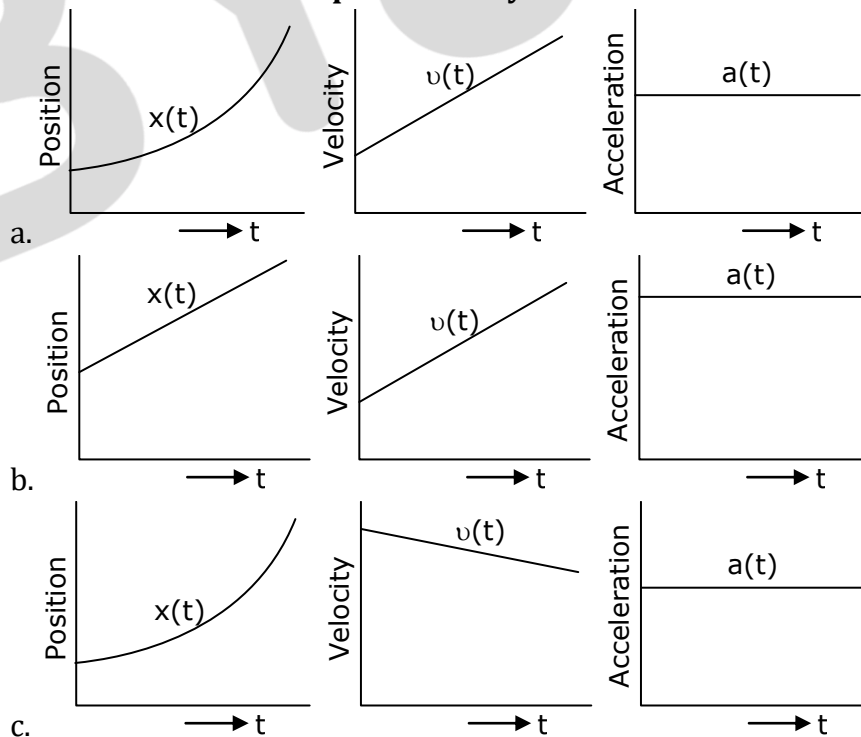 Position
x(t)
t
Velocity
υ(t)
t
Acceleration
a(t)
t
a.
Position
x(t)
t
Velocity
υ(t)
t
Acceleration
a(t)
t
b.
Position
x(t)
t
Velocity
υ(t)
t
Acceleration
a(t)
t
c.